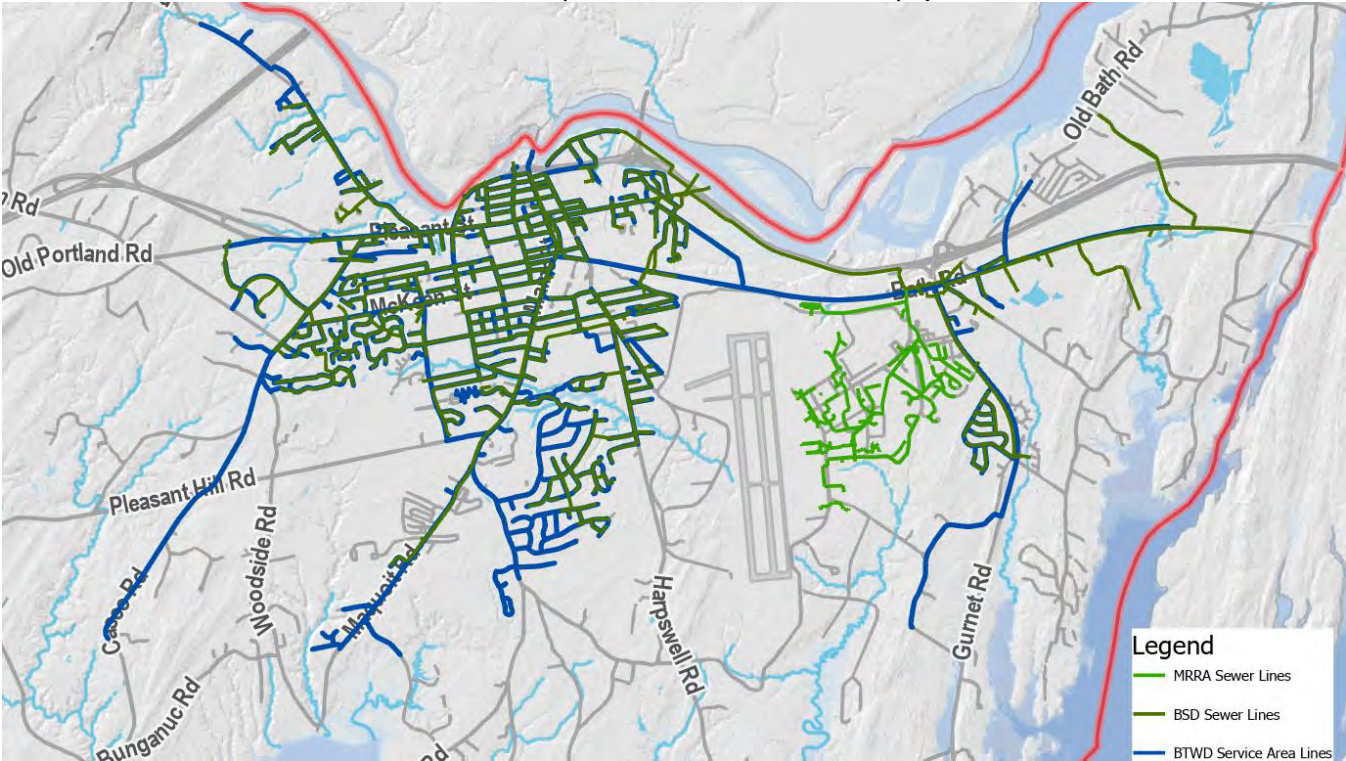 Old Bath Rd
Rd
Pleasant St
Old Portland Rd
McKeen St
Bath Rd
Pleasant Hill Rd
Woodside Rd
Casco Rd
Maquoit Rd
Harpswell Rd
Gurnet Rd
Bunganuc Rd
Rd
Legend
MRRA Sewer Lines
BSD Sewer Lines
BTWD Service Area Lines